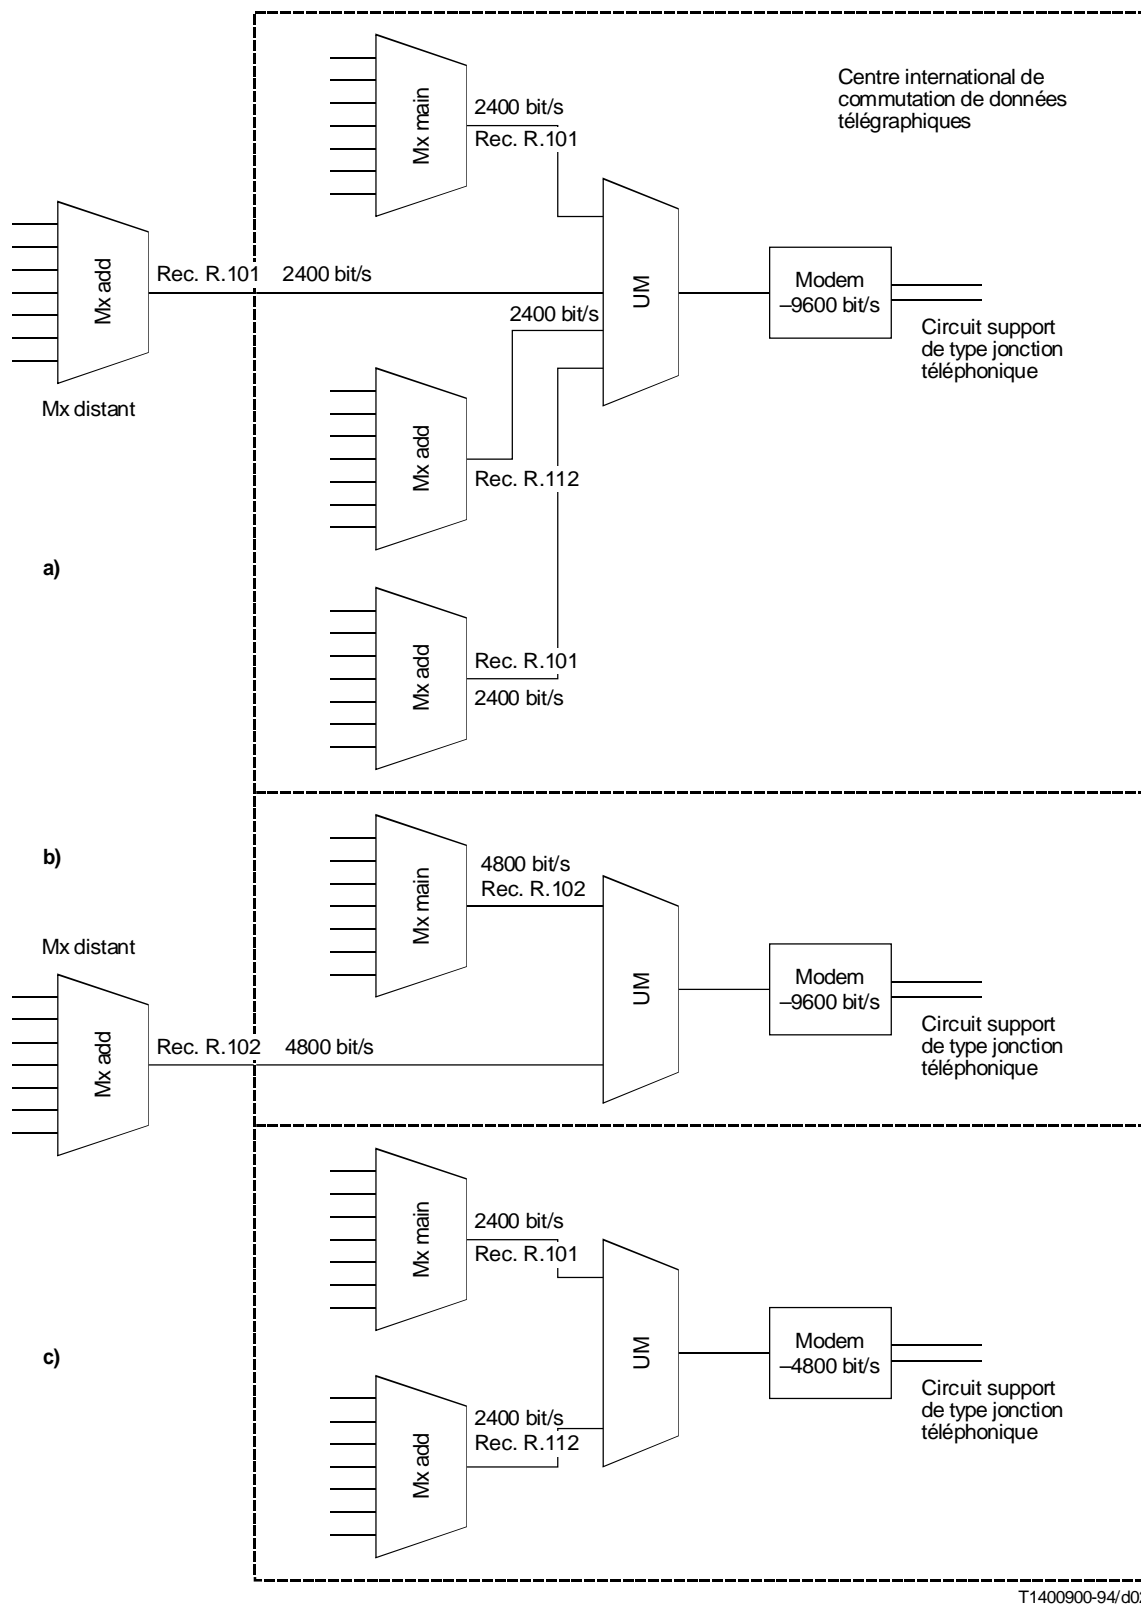 Centre international de
commutation de données
télégraphiques
Mx main
2400 bit/s
Rec. R.101
Mx add
Rec. R.101 2400 bit/s
Mx distant
UM
Modem
–9600 bit/s
Circuit support
de type jonction
téléphonique
2400 bit/s
Mx add
Rec. R.112
a)
Mx add
Rec. R.101
2400 bit/s
b)
Mx main
4800 bit/s
Rec. R.102
Mx distant
Mx add
Rec. R.102 4800 bit/s
UM
Modem
–9600 bit/s
Circuit support
de type jonction
téléphonique
Mx main
2400 bit/s
Rec. R.101
c)
UM
Modem
–4800 bit/s
Circuit support
de type jonction
téléphonique
Mx add
2400 bit/s
Rec. R.112